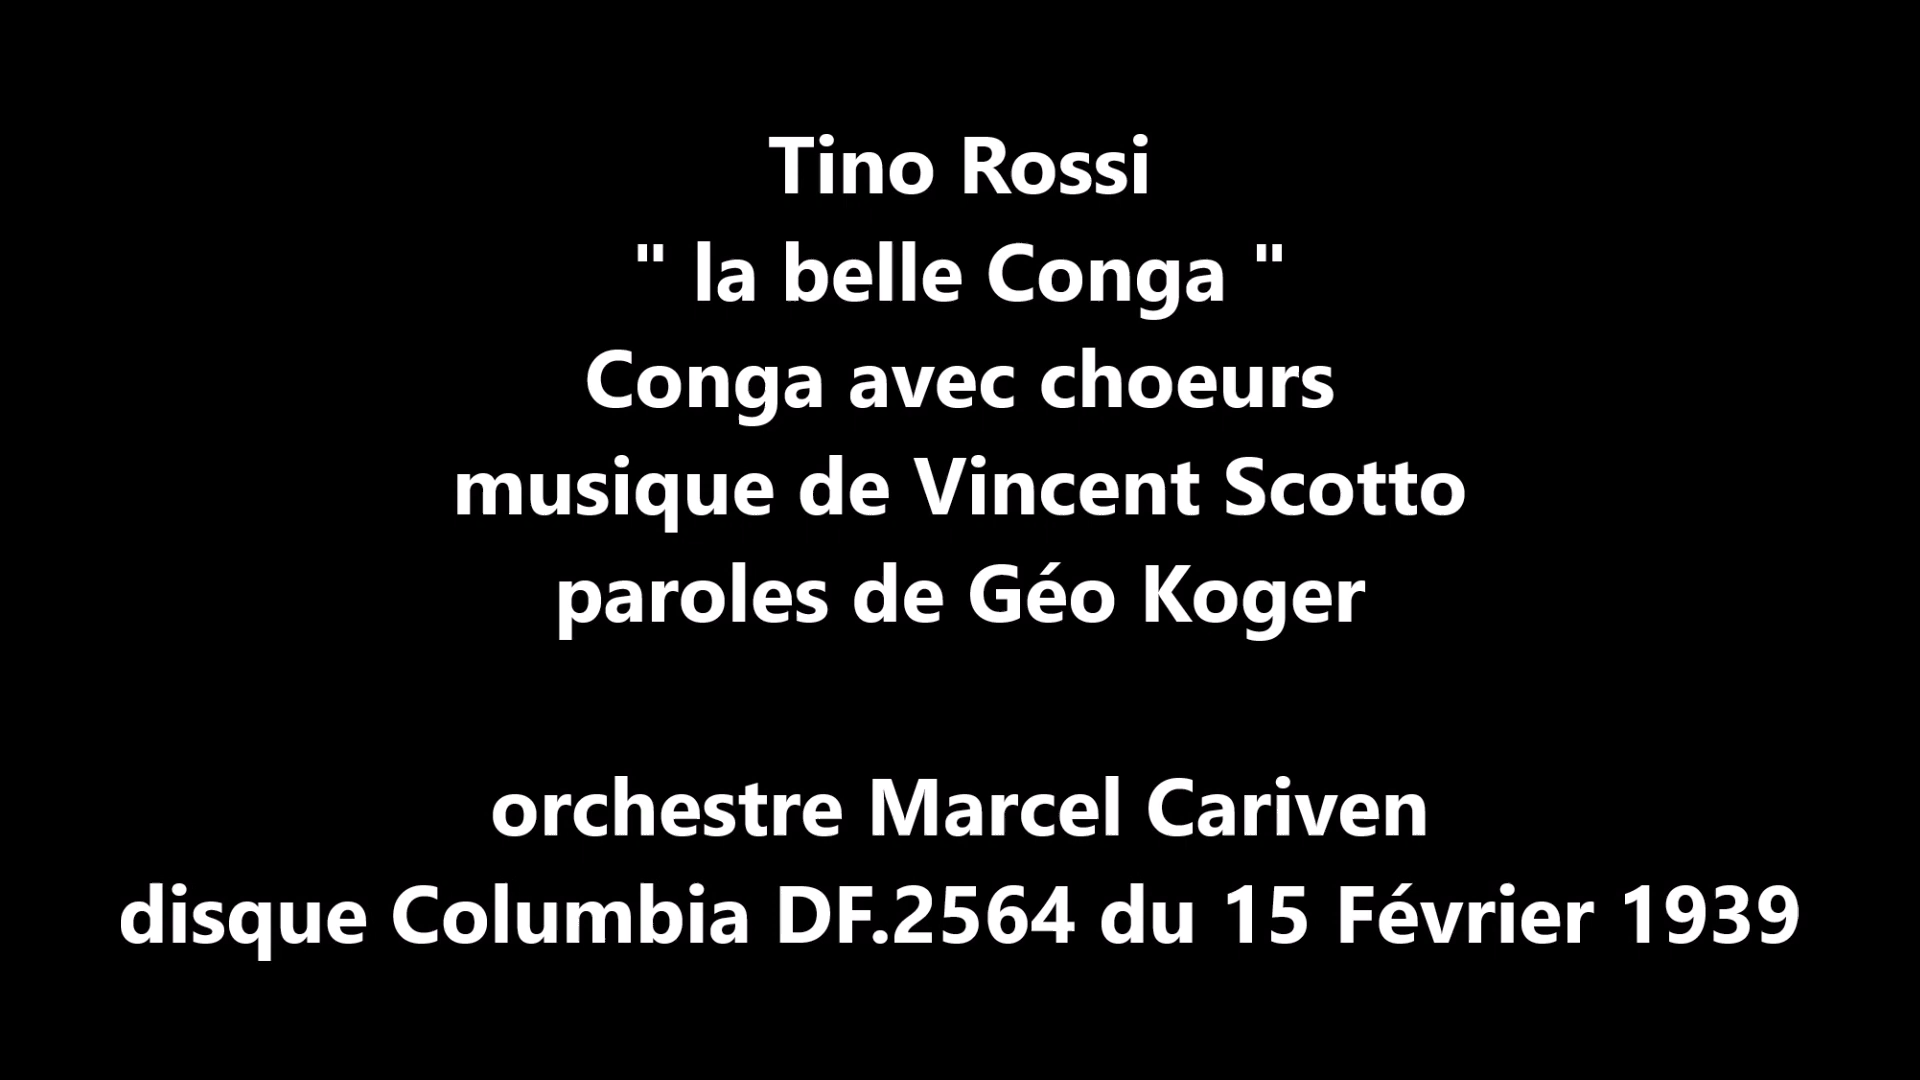 Tino Rossi
" la belle Conga "
Conga avec choeurs
musique de Vincent Scotto
paroles de Géo Koger
orchestre Marcel Cariven
disque Columbia DF.2564 du 15 Février 1939